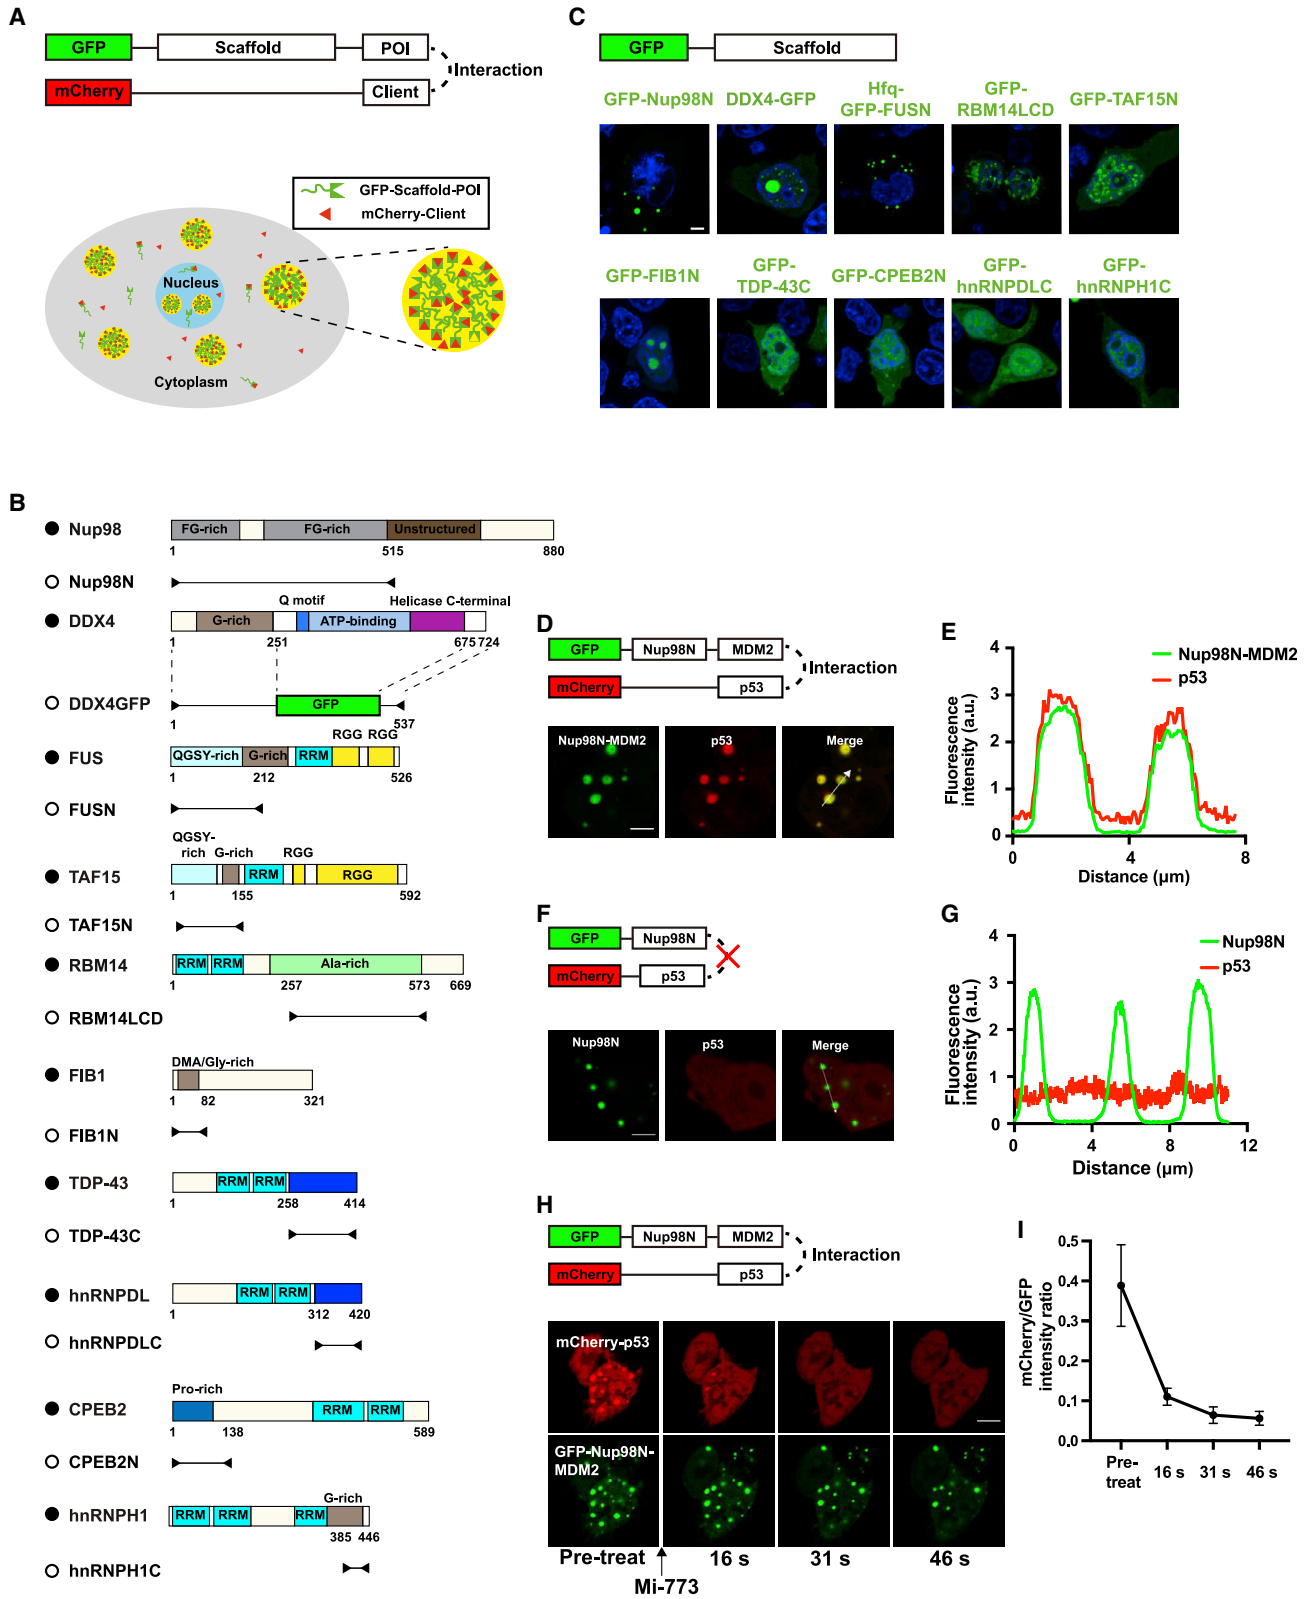 A
GFP
Scaffold
POI
Interaction
mCherry
Client
GFP-Scaffold-POI
mCherry-Client
Nucleus
Cytoplasm
B
Nup98
FG-rich
FG-rich
Unstructured
1
515
880
Nup98N
Q motif
Helicase C-terminal
DDX4
G-rich
ATP-binding
1
251
675
724
DDX4GFP
GFP
1
537
RGG
RGG
FUS
QGSY-rich
G-rich
RRM
1
212
526
FUSN
QGSY-
rich
G-rich
RGG
TAF15
RRM
RGG
1
155
592
TAF15N
RBM14
RRM
RRM
Ala-rich
1
257
573
669
RBM14LCD
DMA/Gly-rich
FIB1
1
82
321
FIB1N
TDP-43
RRM
RRM
1
258
414
TDP-43C
hnRNPDL
RRM
RRM
1
312
420
hnRNPDLC
Pro-rich
CPEB2
RRM
RRM
1
138
589
CPEB2N
G-rich
hnRNPH1
RRM
RRM
RRM
385
446
hnRNPH1C
C
GFP
Scaffold
GFP-Nup98N
DDX4-GFP
Hfq-
GFP-FUSN
GFP-
RBM14LCD
GFP-TAF15N
GFP-FIB1N
GFP-
TDP-43C
GFP-CPEB2N
GFP-
hnRNPDLC
GFP-
hnRNPH1C
D
GFP
Nup98N
MDM2
Interaction
mCherry
p53
Nup98N-MDM2
p53
Merge
E
Nup98N-MDM2
p53
Fluorescence
intensity (a.u.)
4
3
2
1
0
0
4
8
Distance (μm)
F
GFP
Nup98N
mCherry
p53
Nup98N
p53
Merge
G
Nup98N
p53
Fluorescence
intensity (a.u.)
4
3
2
1
0
0
4
8
12
Distance (μm)
H
GFP
Nup98N
MDM2
Interaction
mCherry
p53
mCherry-p53
GFP-Nup98N-
MDM2
Pre-treat
16 s
31 s
46 s
Mi-773
I
mCherry/GFP
intensity ratio
0.5
0.4
0.3
0.2
0.1
0.0
Pre-
treat
16 s
31 s
46 s